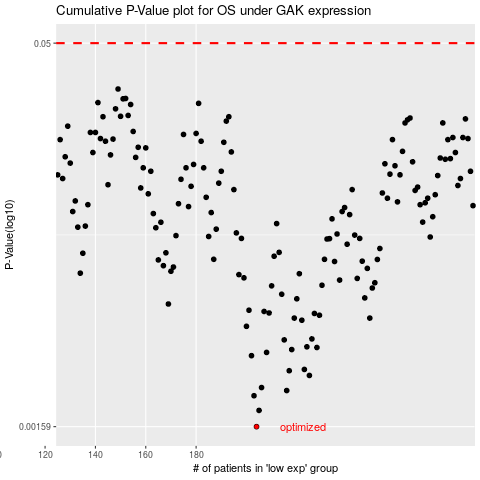 Cumulative P-Value plot for OS under GAK expression
0.05
P-Value(log10)
optimized
0.00159
0 120 140 160 180
# of patients in 'low exp' group